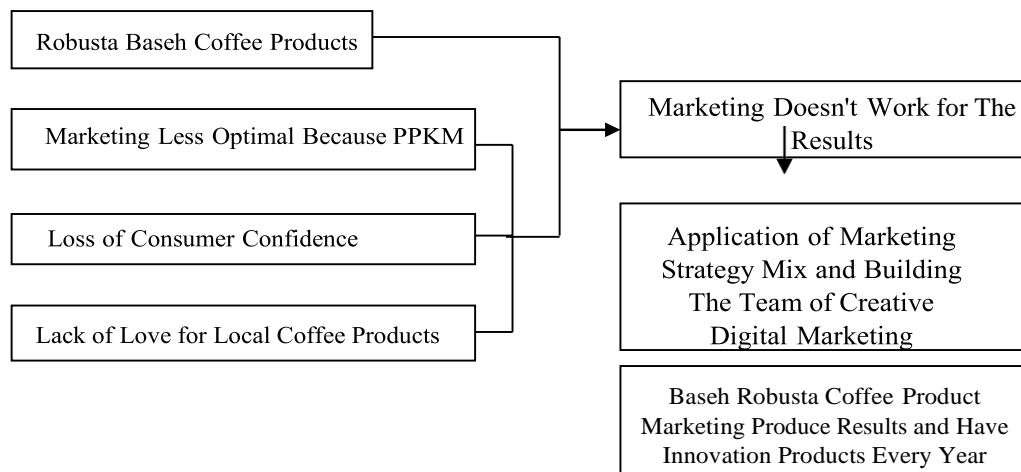 Robusta Baseh Coffee Products
Marketing Less Optimal Because PPKM
Loss of Consumer Confidence
Lack of Love for Local Coffee Products
Marketing Doesn't Work for The
Results
Application of Marketing
Strategy Mix and Building
The Team of Creative
Digital Marketing
Baseh Robusta Coffee Product
Marketing Produce Results and Have
Innovation Products Every Year